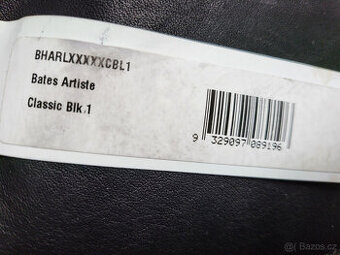 BHARLXXXXXCBL1
Bates Artiste
Classic Blk.1
9 329097 089196
Bazos.cz